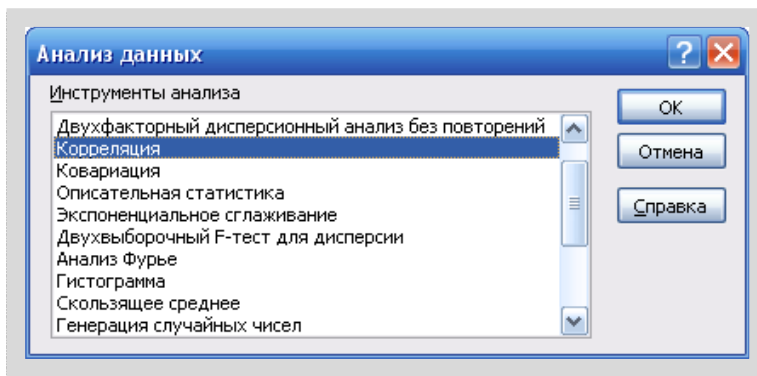 Анализ данных
Инструменты анализа
Двухфакторный дисперсионный анализ без повторений
Корреляция
Ковариация
Описательная статистика
Экспоненциальное сглаживание
Двухвыборочный F-тест для дисперсии
Анализ Фурье
Гистограмма
Скользящее среднее
Генерация случайных чисел
ОК
Отмена
Справка